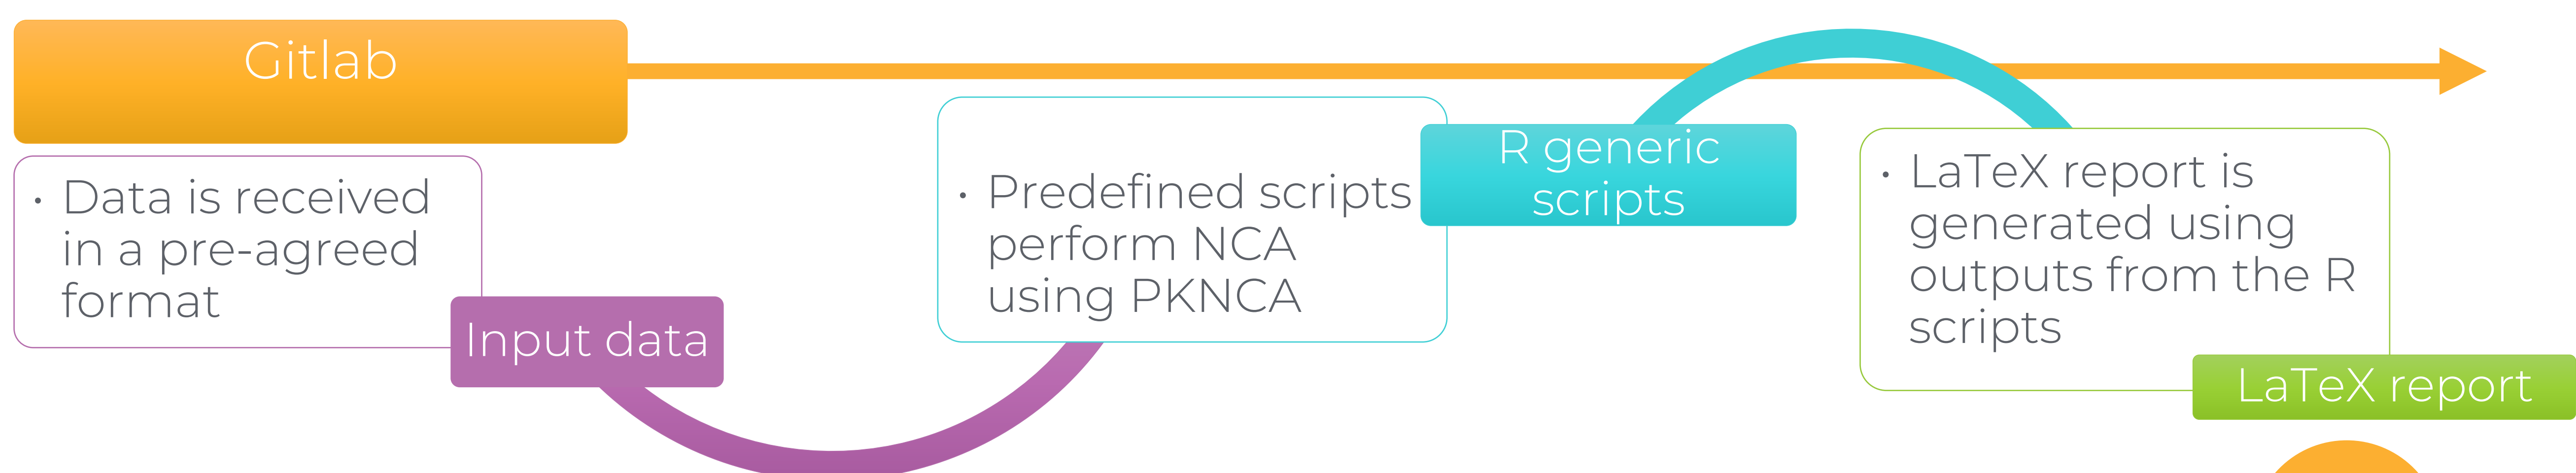 Gitlab
• Data is received
in a pre-agreed
format
Input data
• Predefined scripts
perform NCA
using PKNCA
R generic
scripts
• LaTeX report is
generated using
outputs from the R
scripts
LaTeX report